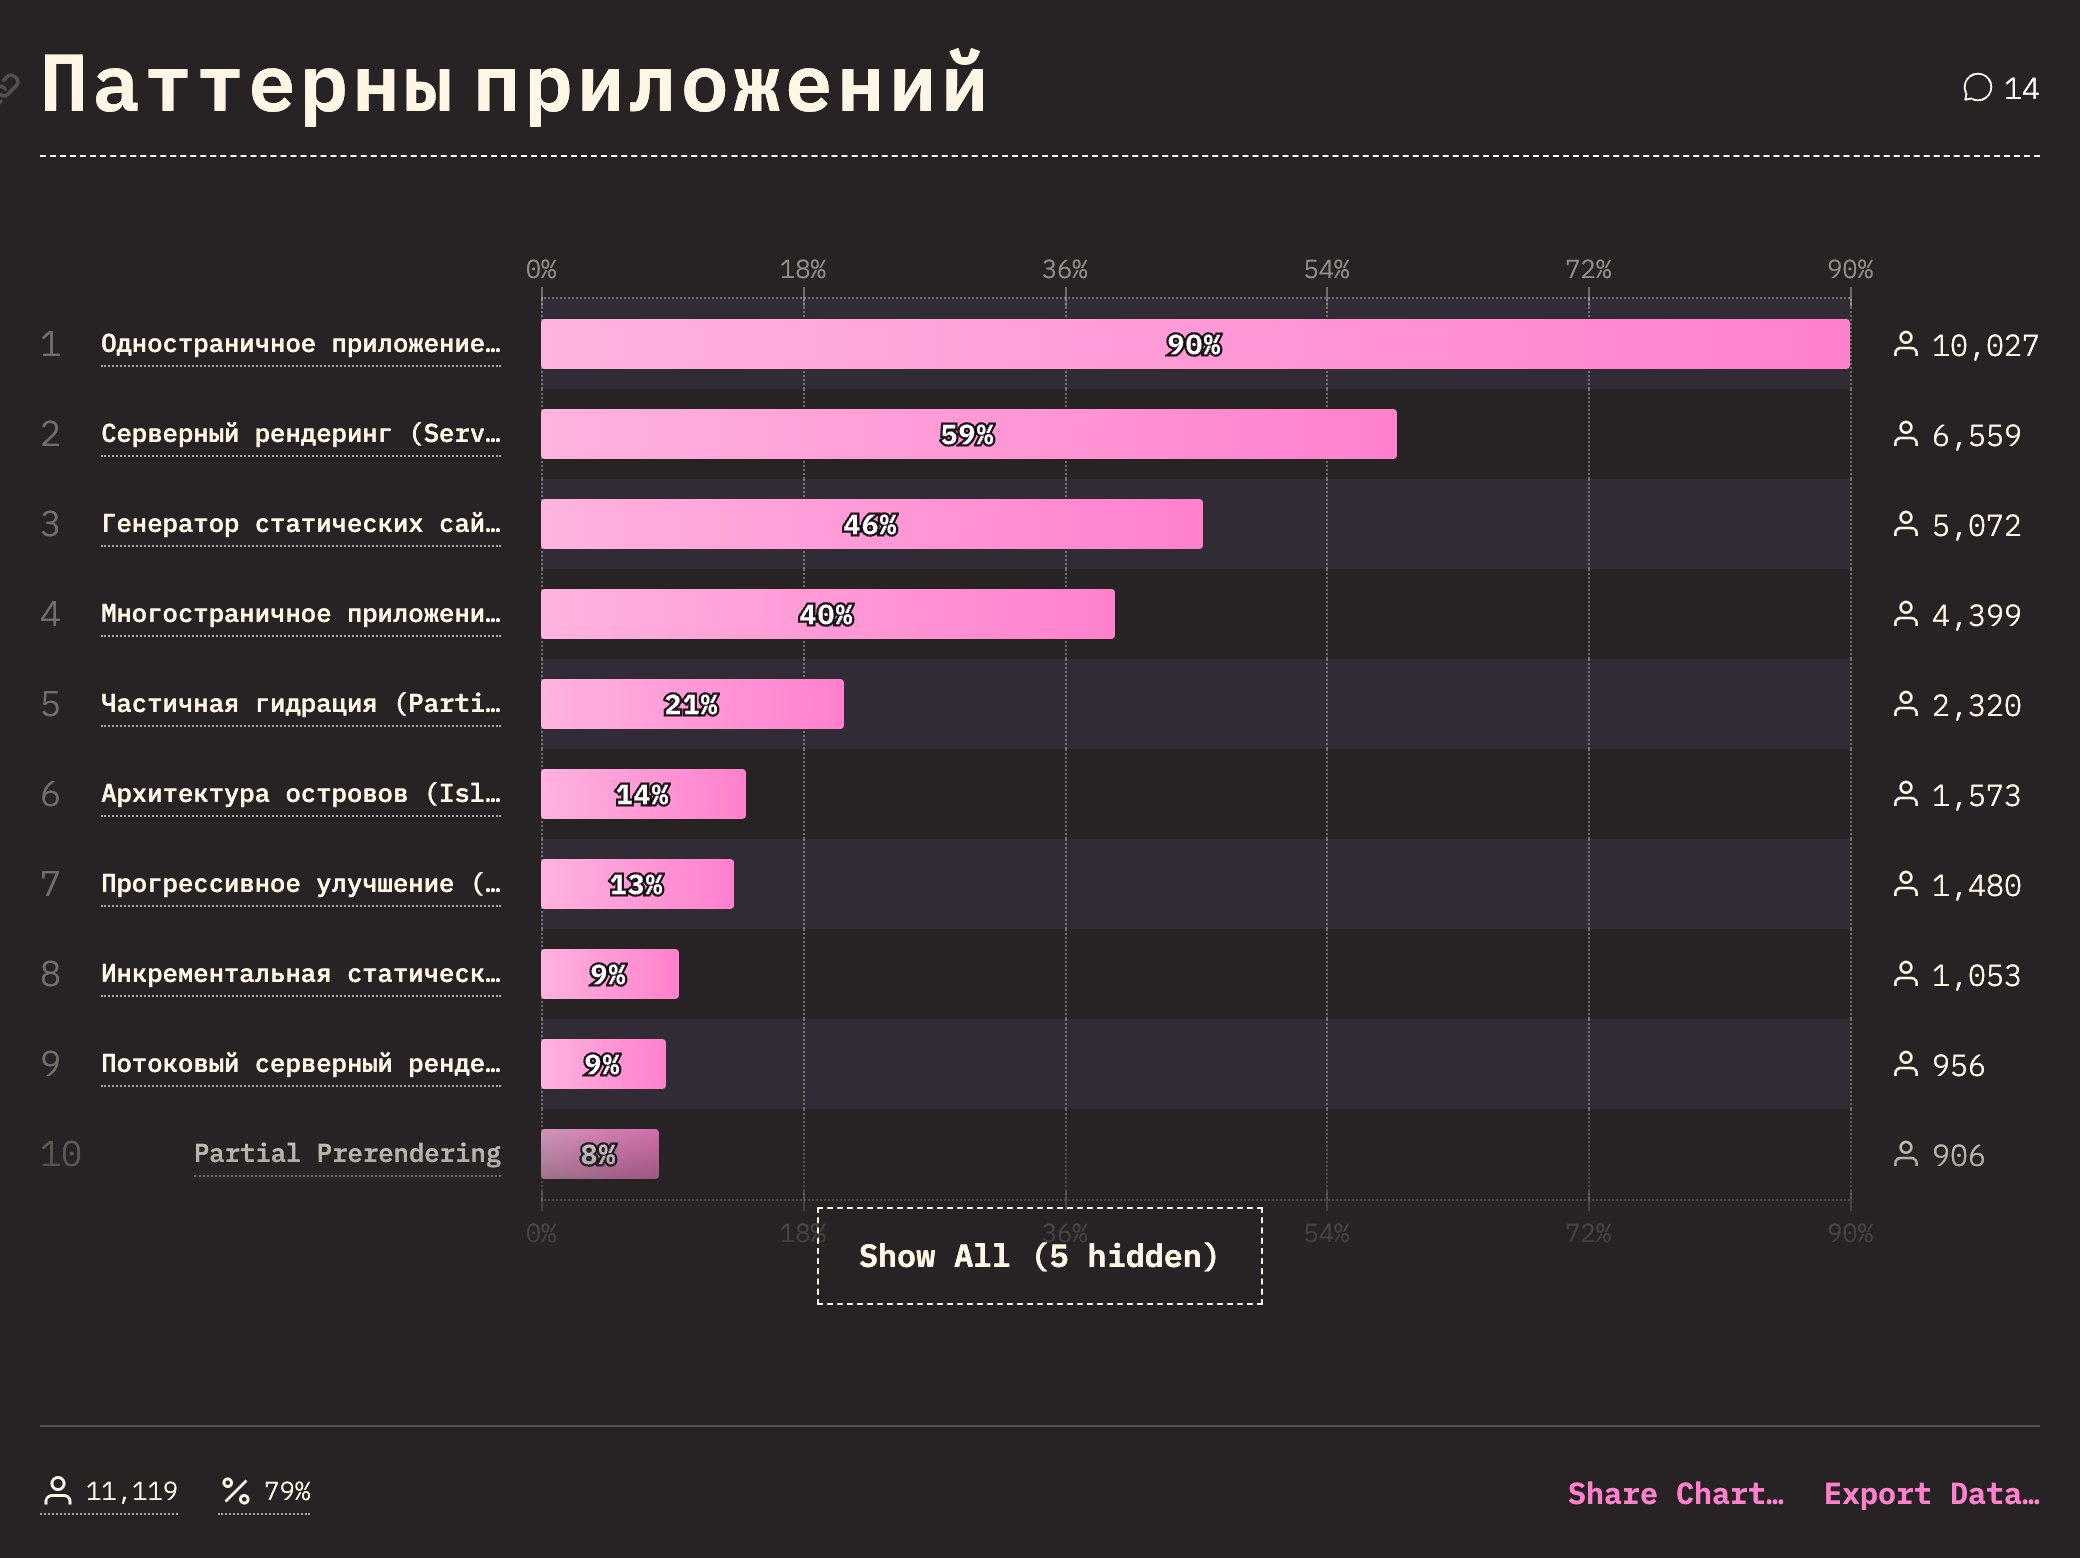 Паттерны приложений
14
0% 18% 36% 54% 72% 90%
1 Одностраничное приложение… 90% 10,027
2 Серверный рендеринг (Serv… 59% 6,559
3 Генератор статических сай… 46% 5,072
4 Многостраничное приложени… 40% 4,399
5 Частичная гидрация (Parti… 21% 2,320
6 Архитектура островов (Isl… 14% 1,573
7 Прогрессивное улучшение (… 13% 1,480
8 Инкрементальная статическ… 9% 1,053
9 Потоковый серверный ренде… 9% 956
10 Partial Prerendering 8% 906
0% 18% 36% 54% 72% 90%
Show All (5 hidden)
11,119 79% Share Chart… Export Data…